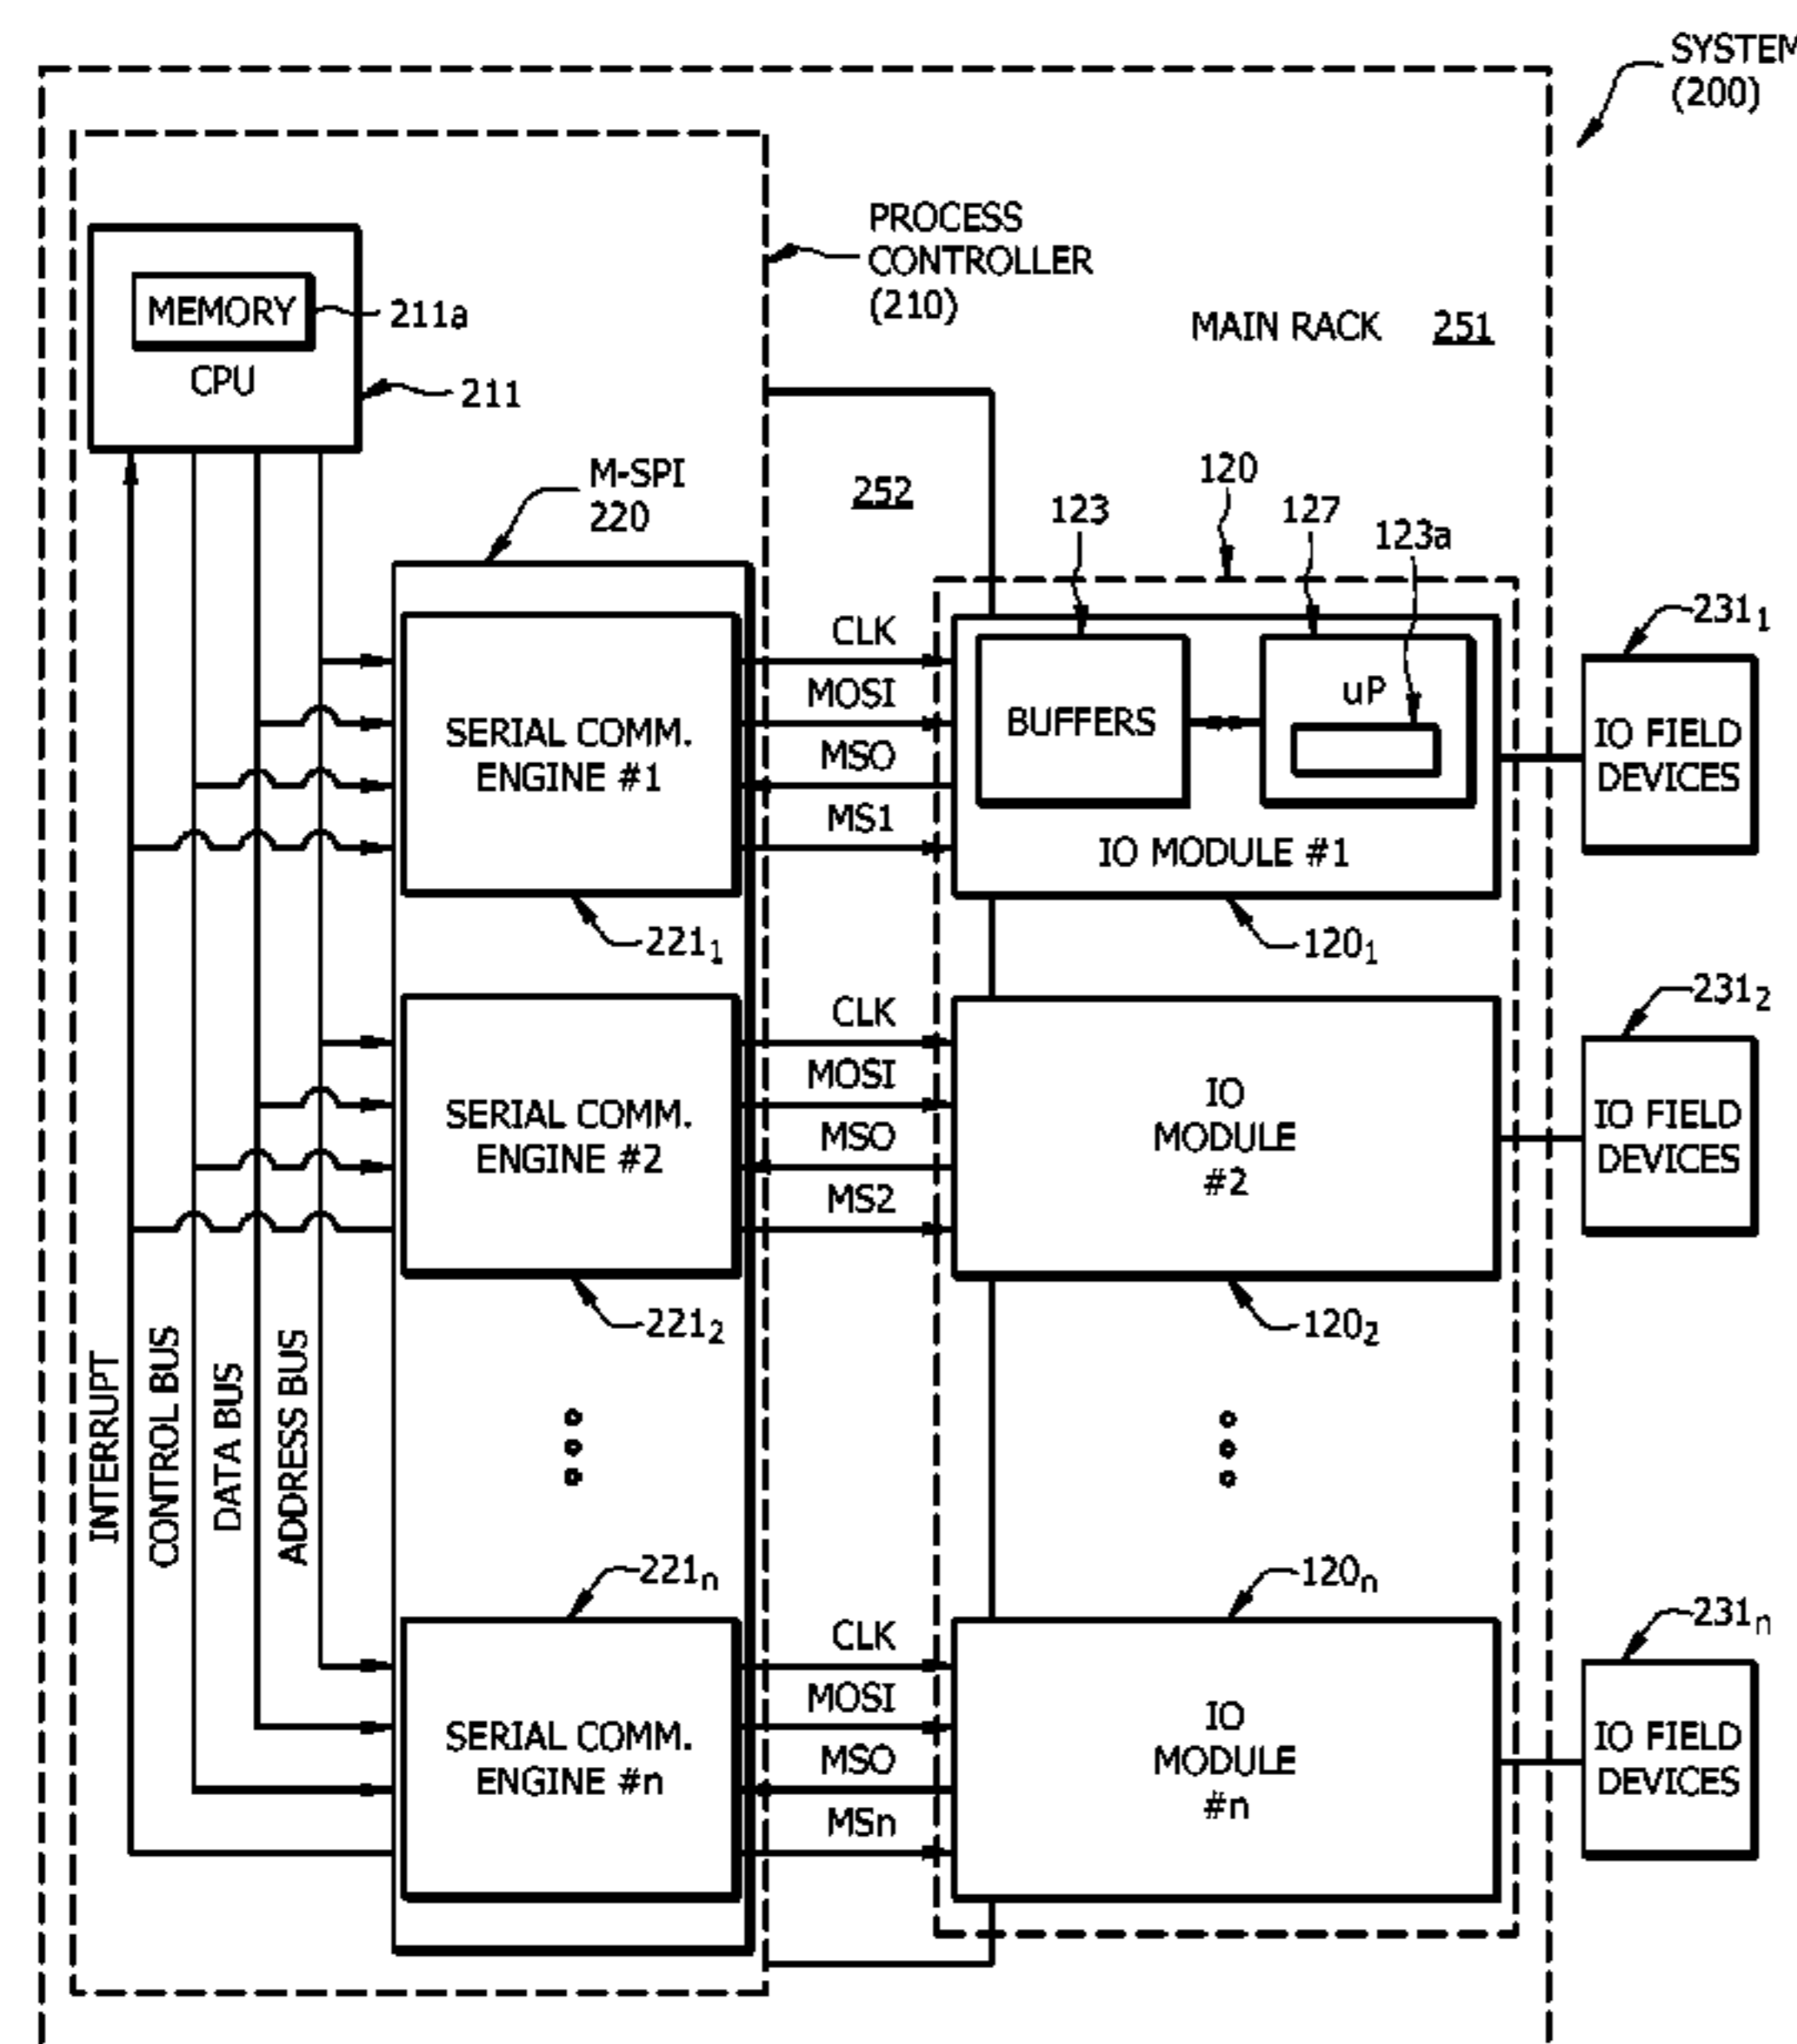 SYSTEM
(200)
PROCESS
CONTROLLER
(210)
MAIN RACK 251
MEMORY
211a
CPU
211
M-SPI
220
252
120
123
127
123a
SERIAL COMM.
ENGINE #1
221₁
CLK
MOSI
MSO
MS1
BUFFERS
uP
IO MODULE #1
120₁
231₁
IO FIELD
DEVICES
SERIAL COMM.
ENGINE #2
221₂
CLK
MOSI
MSO
MS2
IO
MODULE
#2
120₂
231₂
IO FIELD
DEVICES
INTERRUPT
CONTROL BUS
DATA BUS
ADDRESS BUS
221ₙ
SERIAL COMM.
ENGINE #n
CLK
MOSI
MSO
MSn
120ₙ
IO
MODULE
#n
231ₙ
IO FIELD
DEVICES